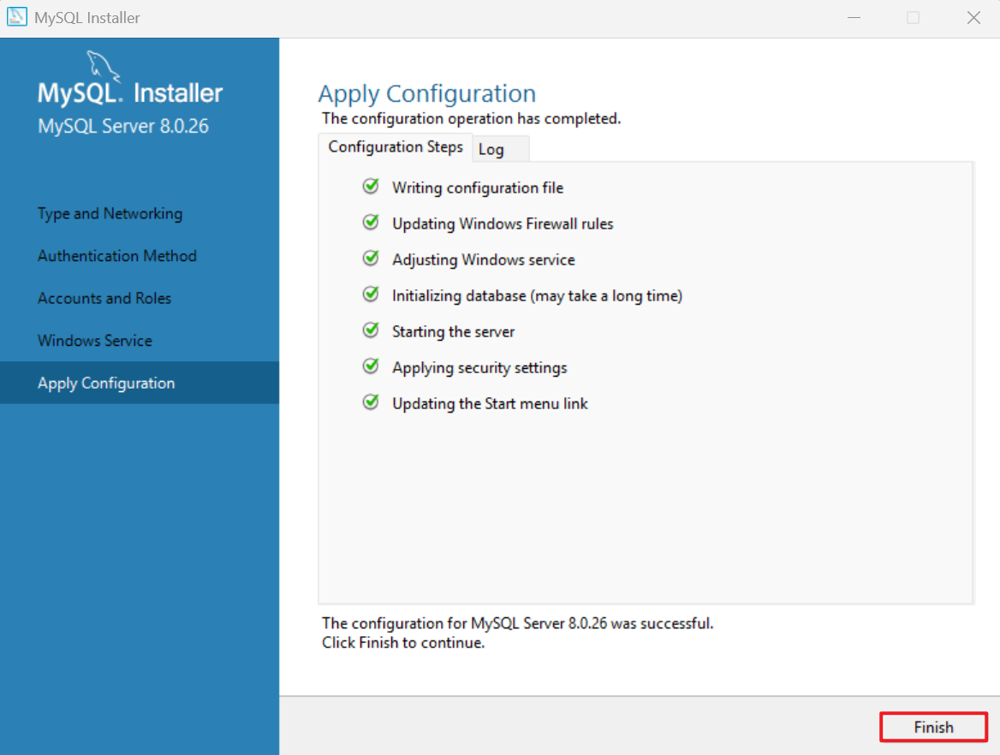 MySQL Installer
MySQL. Installer
MySQL Server 8.0.26
Type and Networking
Authentication Method
Accounts and Roles
Windows Service
Apply Configuration
Apply Configuration
The configuration operation has completed.
Configuration Steps
Log
Writing configuration file
Updating Windows Firewall rules
Adjusting Windows service
Initializing database (may take a long time)
Starting the server
Applying security settings
Updating the Start menu link
The configuration for MySQL Server 8.0.26 was successful.
Click Finish to continue.
Finish